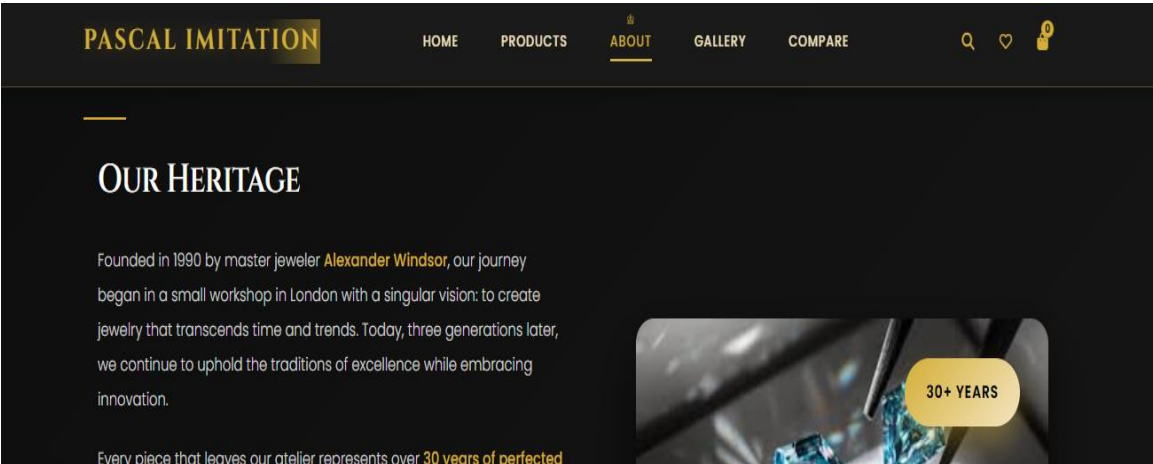 PASCAL IMITATION
HOME
PRODUCTS
ABOUT
GALLERY
COMPARE
0
OUR HERITAGE
Founded in 1990 by master jeweler Alexander Windsor, our journey
began in a small workshop in London with a singular vision: to create
jewelry that transcends time and trends. Today, three generations later,
we continue to uphold the traditions of excellence while embracing
innovation.
30+ YEARS
Every piece that leaves our atelier represents over 30 years of perfected